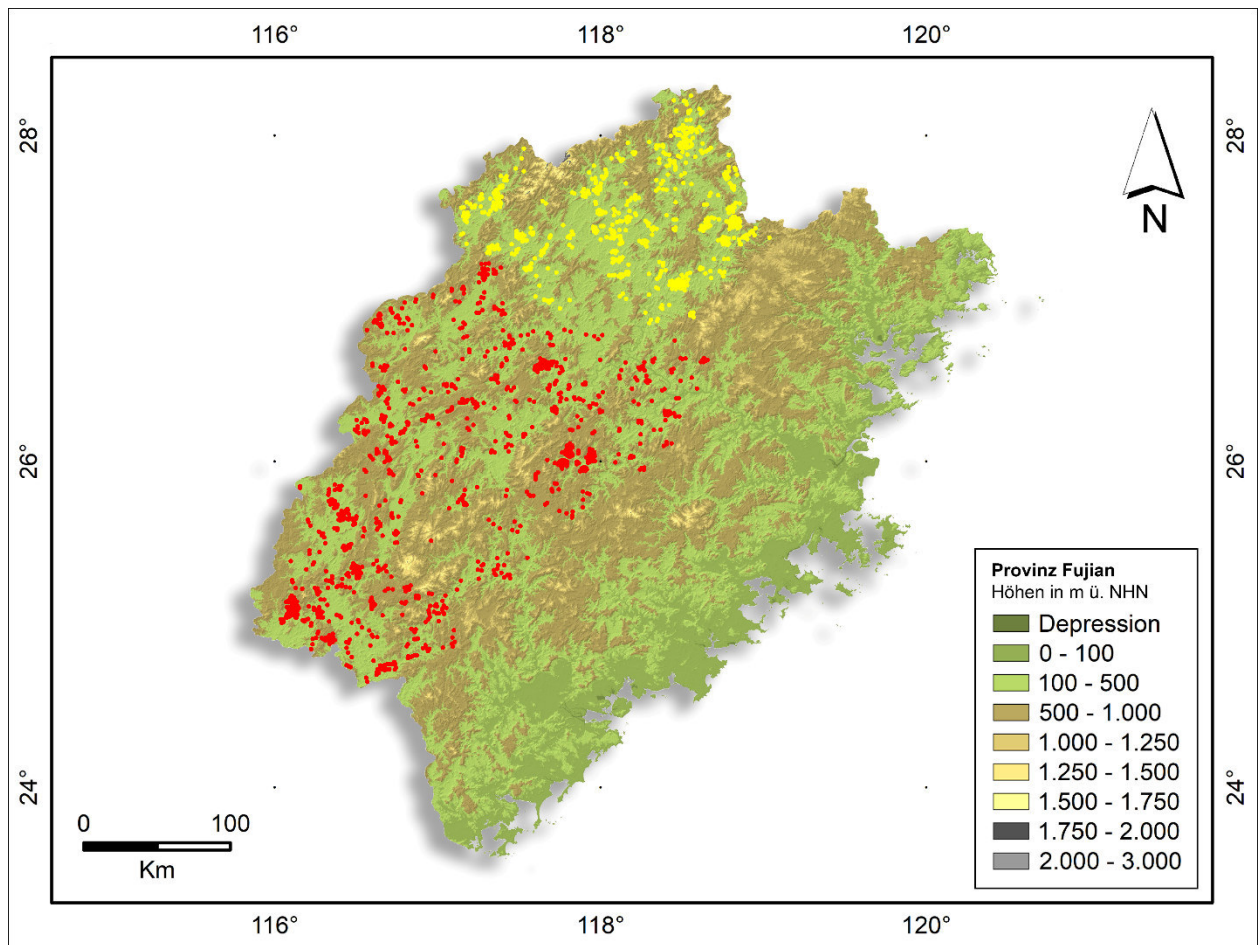 116° 118° 120°
28° 28°
N
26° 26°
24° 24°
0 100
Km
Provinz Fujian
Höhen in m ü. NHN
Depression
0 - 100
100 - 500
500 - 1.000
1.000 - 1.250
1.250 - 1.500
1.500 - 1.750
1.750 - 2.000
2.000 - 3.000
116° 118° 120°